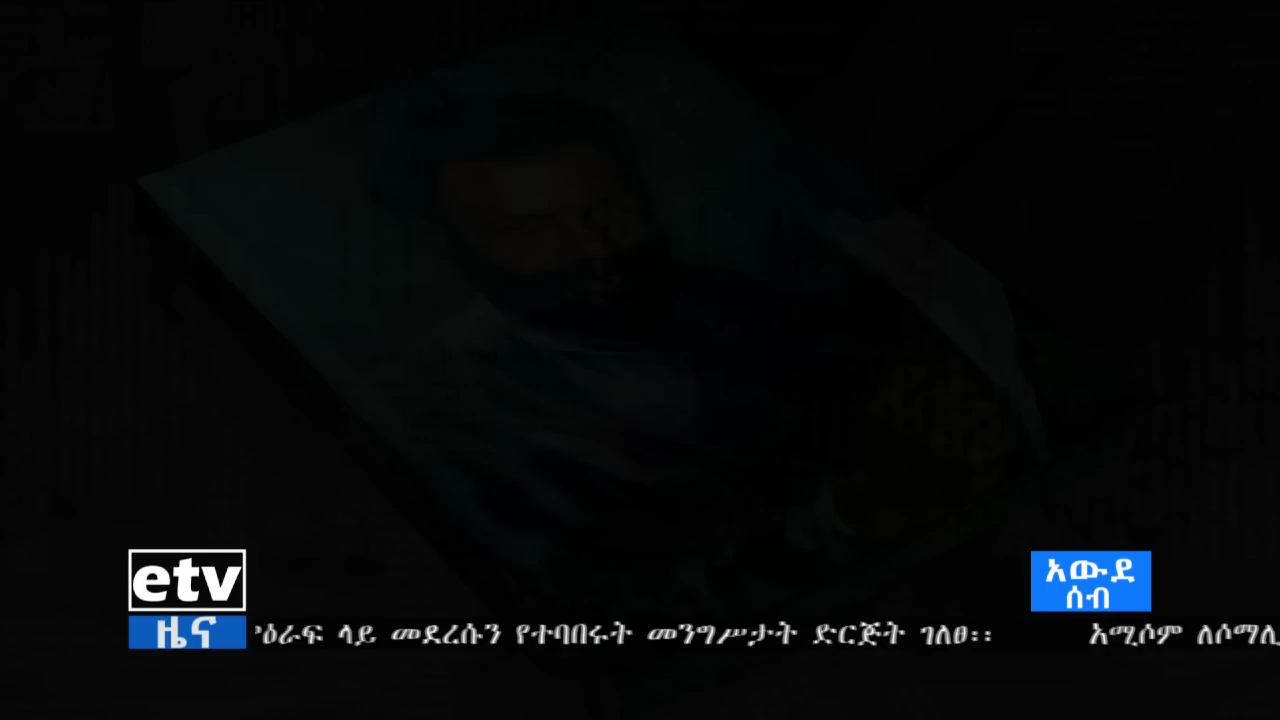 etv
አውደ
ሰብ
ዜና
ዕራፍ ላይ መደረሱን የተባበሩት መንግሥታት ድርጅት ገለፀ፡፡ አሚሶም ለሶማሊ